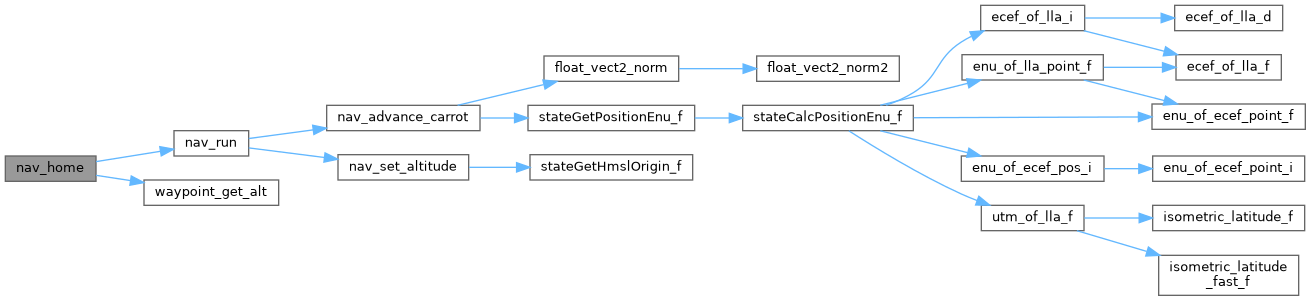 nav_home
nav_run
waypoint_get_alt
nav_advance_carrot
nav_set_altitude
float_vect2_norm
stateGetPositionEnu_f
stateGetHmslOrigin_f
float_vect2_norm2
stateCalcPositionEnu_f
ecef_of_lla_i
enu_of_lla_point_f
enu_of_ecef_pos_i
utm_of_lla_f
ecef_of_lla_d
ecef_of_lla_f
enu_of_ecef_point_f
enu_of_ecef_point_i
isometric_latitude_f
isometric_latitude
_fast_f